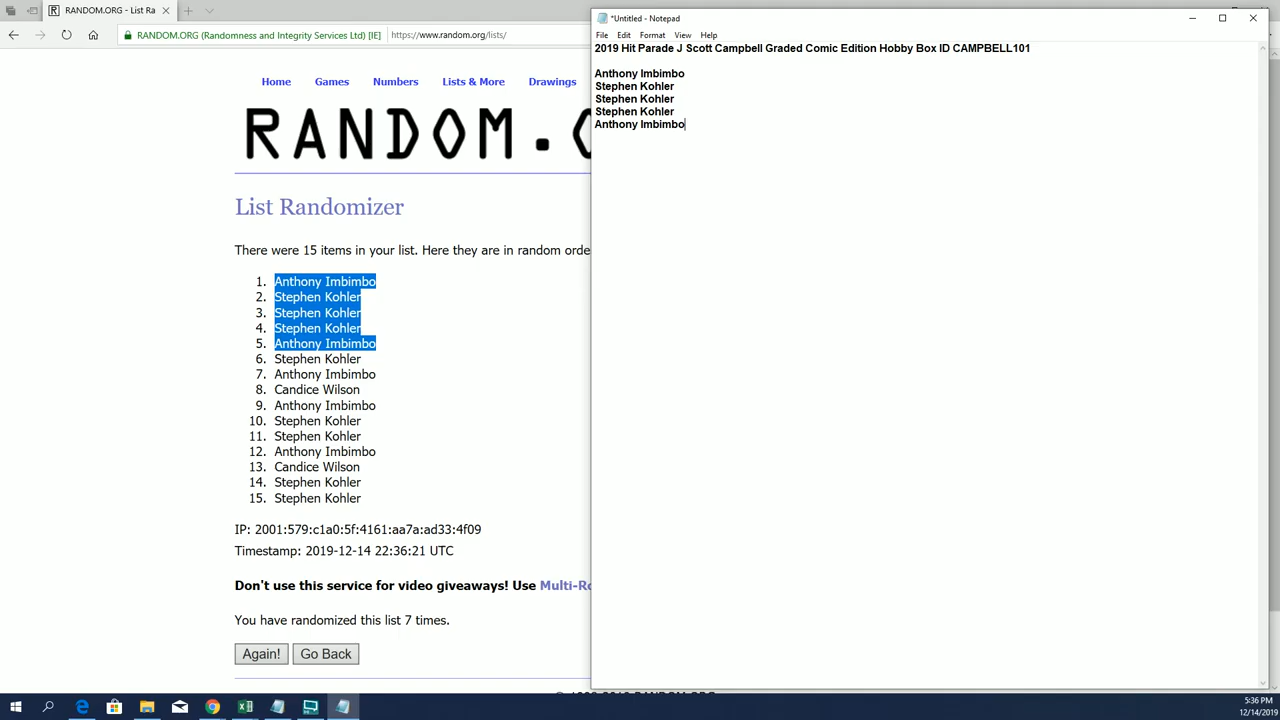 RANDOM.ORG - List Ra
RANDOM.ORG (Randomness and Integrity Services Ltd) [IE]
https://www.random.org/lists/
Home
Games
Numbers
Lists & More
Drawings
RANDOM.
List Randomizer
There were 15 items in your list. Here they are in random orde
1. Anthony Imbimbo
2. Stephen Kohler
3. Stephen Kohler
4. Stephen Kohler
5. Anthony Imbimbo
6. Stephen Kohler
7. Anthony Imbimbo
8. Candice Wilson
9. Anthony Imbimbo
10. Stephen Kohler
11. Stephen Kohler
12. Anthony Imbimbo
13. Candice Wilson
14. Stephen Kohler
15. Stephen Kohler
IP: 2001:579:c1a0:5f:4161:aa7a:ad33:4f09
Timestamp: 2019-12-14 22:36:21 UTC
Don't use this service for video giveaways! Use Multi-Ro
You have randomized this list 7 times.
Again!
Go Back
*Untitled - Notepad
File Edit Format View Help
2019 Hit Parade J Scott Campbell Graded Comic Edition Hobby Box ID CAMPBELL101
Anthony Imbimbo
Stephen Kohler
Stephen Kohler
Stephen Kohler
Anthony Imbimbo
5:36 PM
12/14/2019